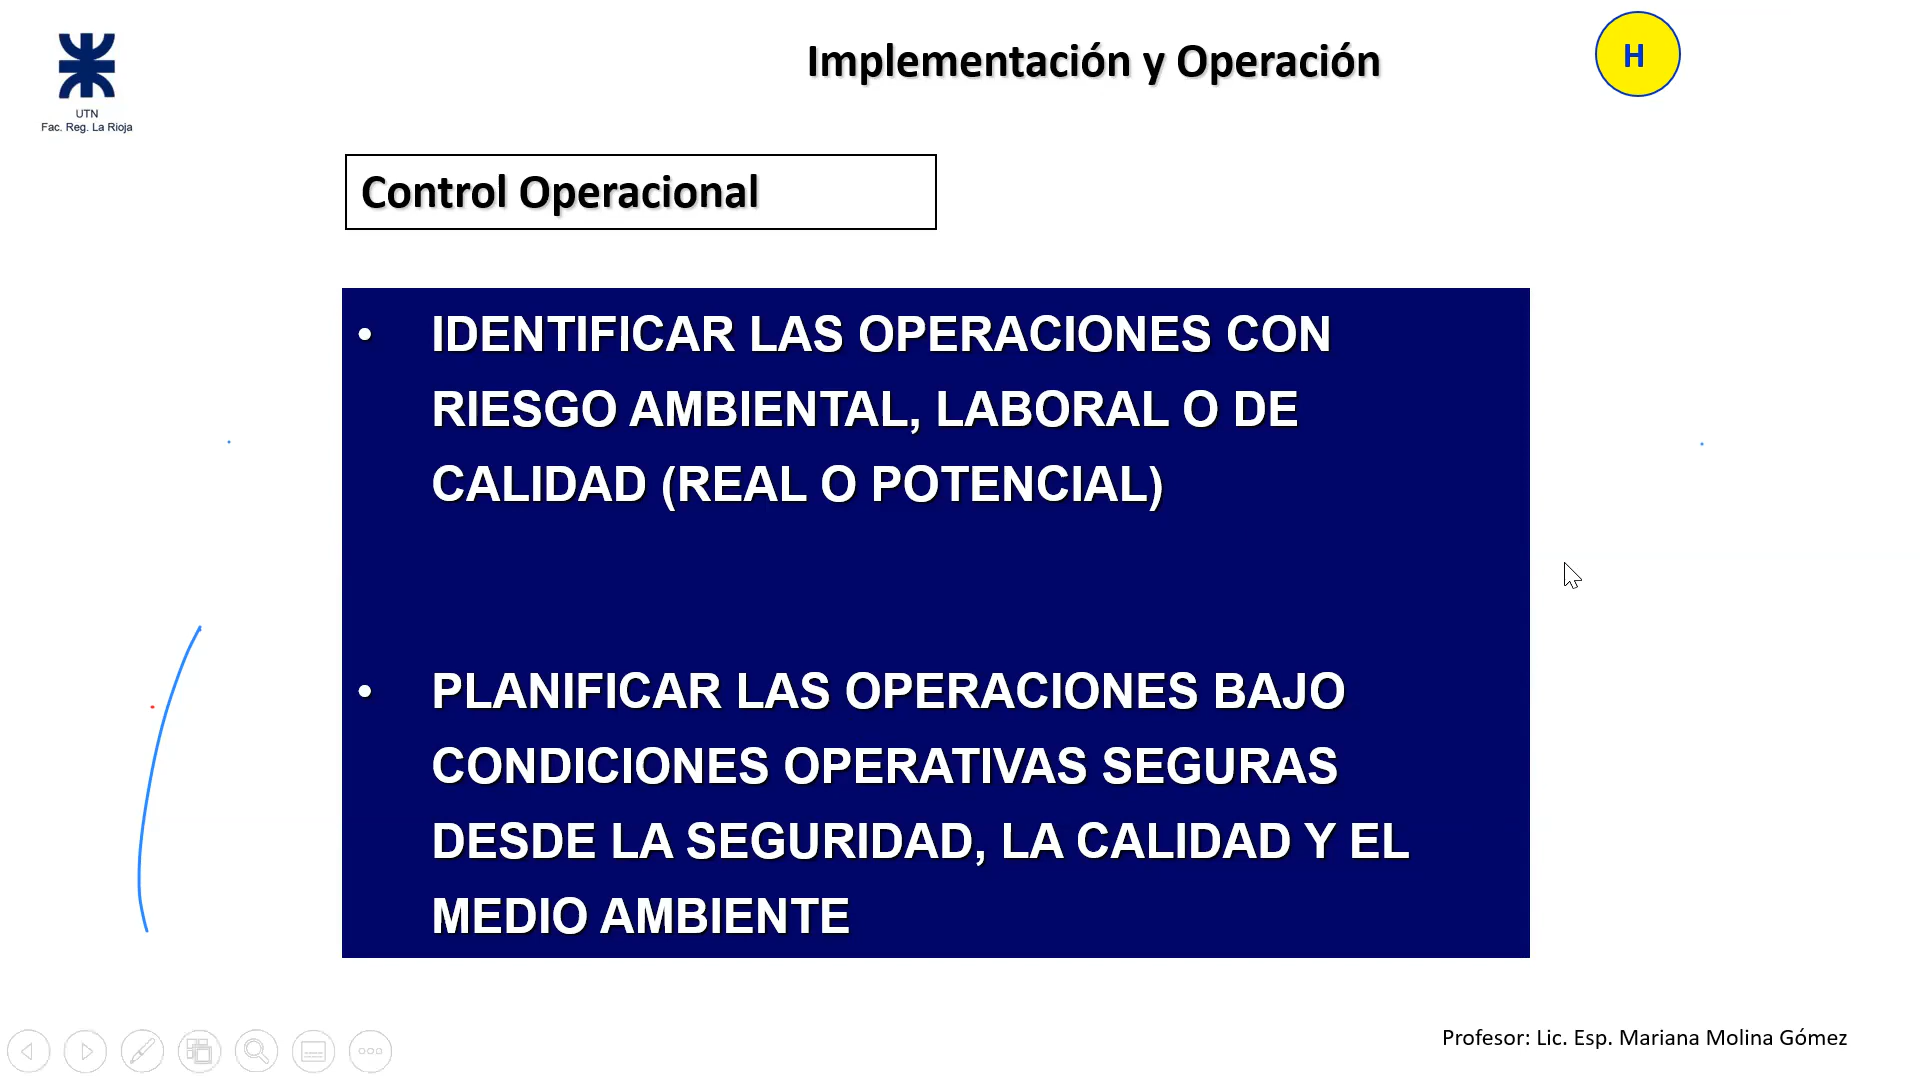 UTN
Fac. Reg. La Rioja
Implementación y Operación
H
Control Operacional
• IDENTIFICAR LAS OPERACIONES CON
RIESGO AMBIENTAL, LABORAL O DE
CALIDAD (REAL O POTENCIAL)
• PLANIFICAR LAS OPERACIONES BAJO
CONDICIONES OPERATIVAS SEGURAS
DESDE LA SEGURIDAD, LA CALIDAD Y EL
MEDIO AMBIENTE
Profesor: Lic. Esp. Mariana Molina Gómez